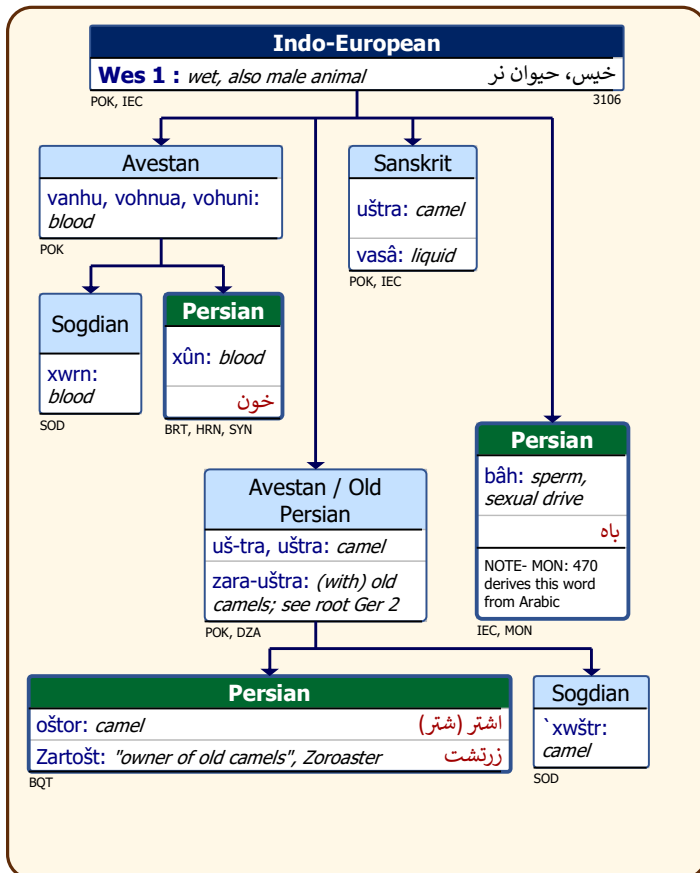 Indo-European
Wes 1 : wet, also male animal خیس، حیوان نر
POK, IEC 3106
Avestan
vanhu, vohnua, vohuni:
blood
POK
Sanskrit
uštra: camel
vasâ: liquid
POK, IEC
Sogdian
xwrn:
blood
SOD
Persian
xûn: blood
خون
BRT, HRN, SYN
Avestan / Old
Persian
uš-tra, uštra: camel
zara-uštra: (with) old
camels; see root Ger 2
POK, DZA
Persian
bâh: sperm,
sexual drive
باه
NOTE- MON: 470
derives this word
from Arabic
IEC, MON
Persian
oštor: camel اشتر (شتر)
Zartošt: "owner of old camels", Zoroaster زرتشت
BQT
Sogdian
`xwštr:
camel
SOD